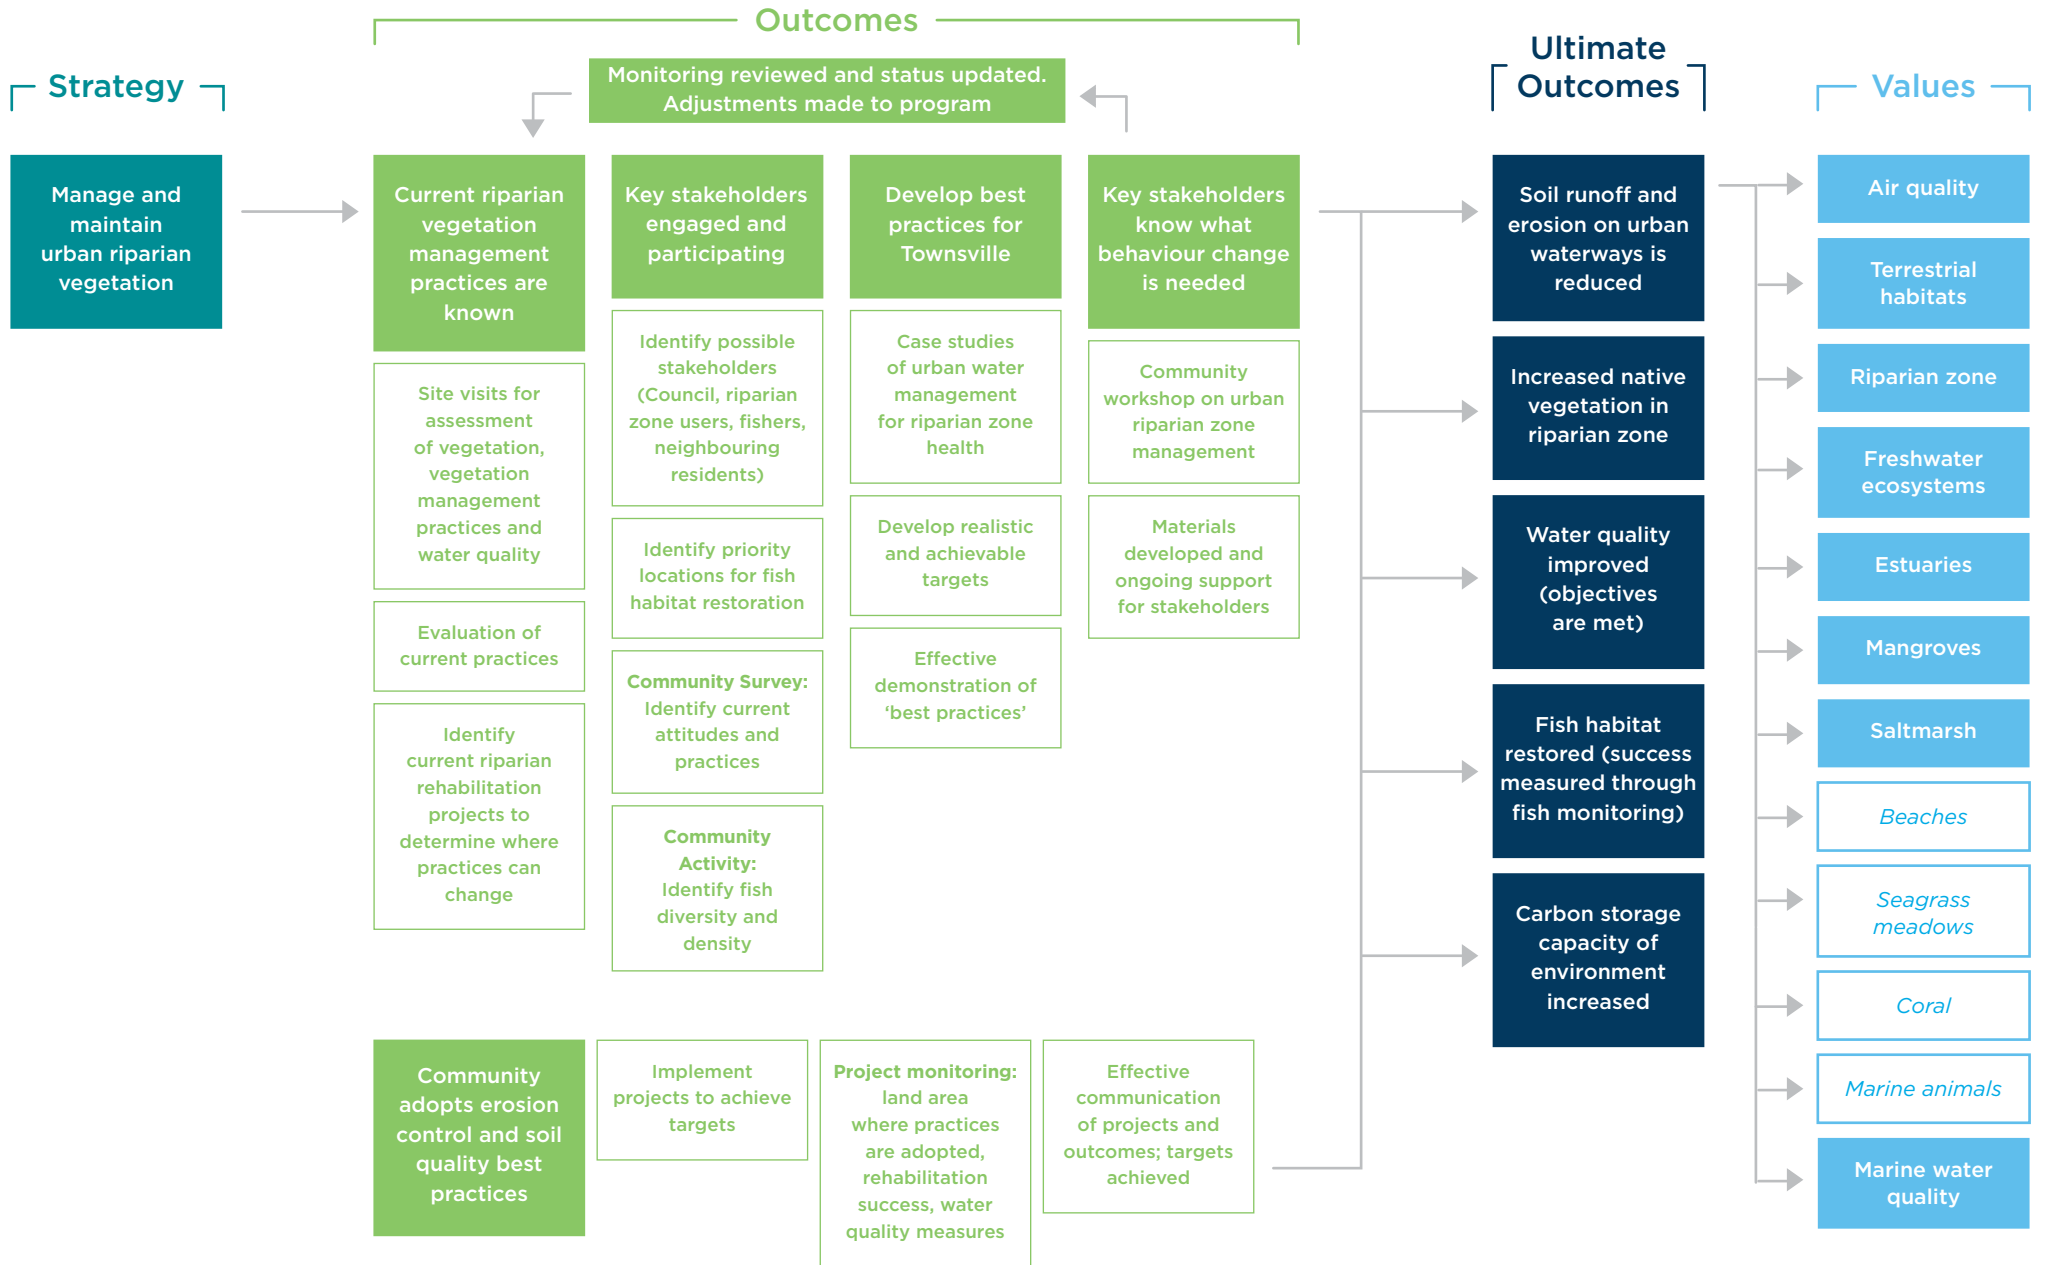 Strategy
Manage and
maintain
urban riparian
vegetation
Outcomes
Monitoring reviewed and status updated.
Adjustments made to program
Current riparian
vegetation
management
practices are
known
Site visits for
assessment
of vegetation,
vegetation
management
practices and
water quality
Evaluation of
current practices
Identify
current riparian
rehabilitation
projects to
determine where
practices can
change
Key stakeholders
engaged and
participating
Identify possible
stakeholders
(Council, riparian
zone users, fishers,
neighbouring
residents)
Identify priority
locations for fish
habitat restoration
Community Survey:
Identify current
attitudes and
practices
Community
Activity:
Identify fish
diversity and
density
Develop best
practices for
Townsville
Case studies
of urban water
management
for riparian zone
health
Develop realistic
and achievable
targets
Effective
demonstration of
‘best practices’
Key stakeholders
know what
behaviour change
is needed
Community
workshop on urban
riparian zone
management
Materials
developed and
ongoing support
for stakeholders
Community
adopts erosion
control and soil
quality best
practices
Implement
projects to achieve
targets
Project monitoring:
land area
where practices
are adopted,
rehabilitation
success, water
quality measures
Effective
communication
of projects and
outcomes; targets
achieved
Ultimate
Outcomes
Soil runoff and
erosion on urban
waterways is
reduced
Increased native
vegetation in
riparian zone
Water quality
improved
(objectives
are met)
Fish habitat
restored (success
measured through
fish monitoring)
Carbon storage
capacity of
environment
increased
Values
Air quality
Terrestrial
habitats
Riparian zone
Freshwater
ecosystems
Estuaries
Mangroves
Saltmarsh
Beaches
Seagrass
meadows
Coral
Marine animals
Marine water
quality